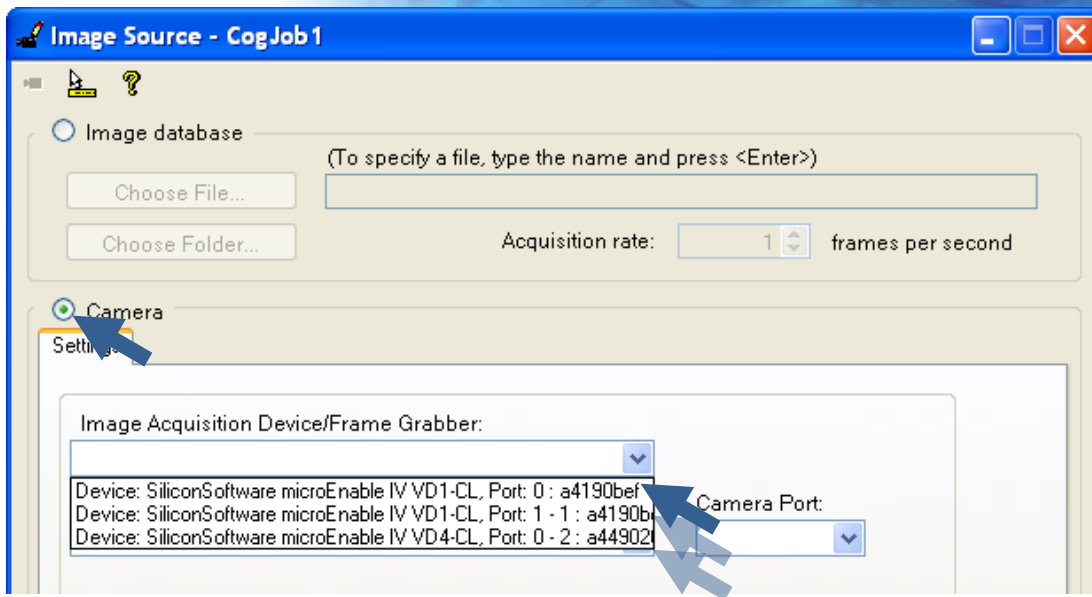 Image Source - CogJob1
Image database
(To specify a file, type the name and press <Enter>)
Choose File...
Choose Folder...
Acquisition rate: 1 frames per second
Camera
Settings
Image Acquisition Device/Frame Grabber:
Device: SiliconSoftware microEnable IV VD1-CL, Port: 0 : a4190bef
Device: SiliconSoftware microEnable IV VD1-CL, Port: 1 - 1 :
Device: SiliconSoftware microEnable IV VD4-CL, Port: 0 - 2 :
Camera Port: